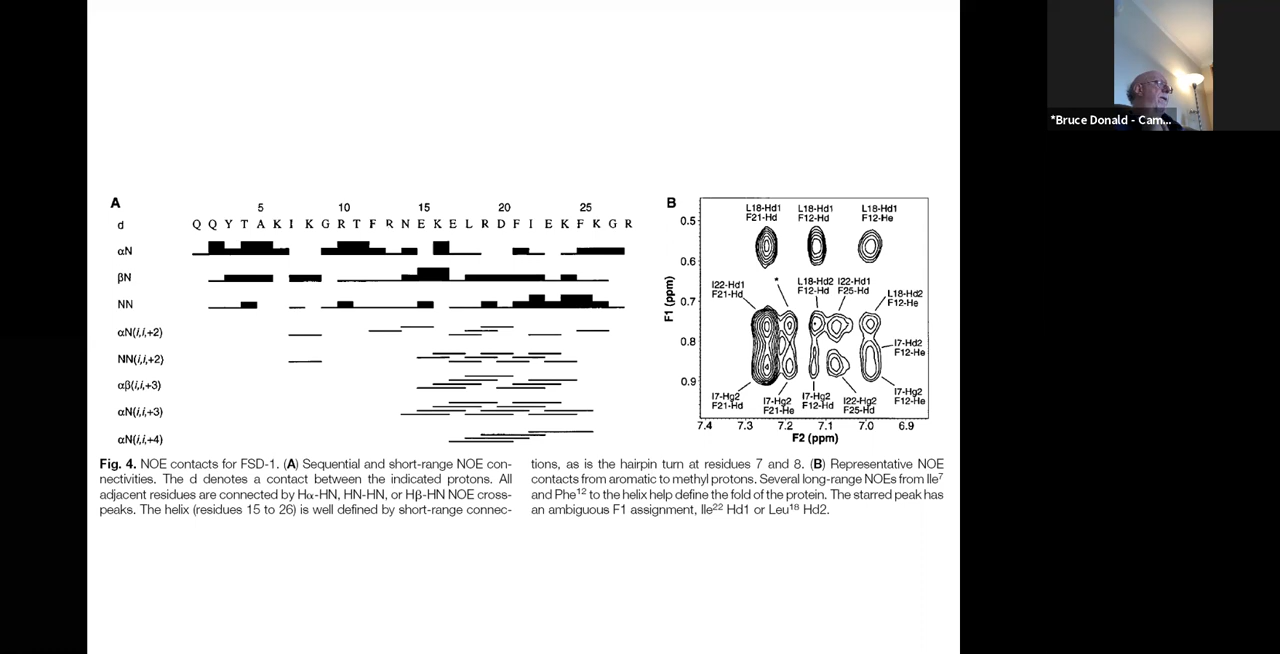 *Bruce Donald - Cam...
A
5 10 15 20 25
d Q Q Y T A K I K G R T F R N E K E L R D F I E K F K G R
αN
βN
NN
αN(i,i,+2)
NN(i,i,+2)
αβ(i,i,+3)
αN(i,i,+3)
αN(i,i,+4)
B
L18-Hd1 L18-Hd1 L18-Hd1
F21-Hd F12-Hd F12-He
0.5
0.6
I22-Hd1 * L18-Hd2 I22-Hd1
F21-Hd F12-Hd F25-Hd
L18-Hd2
F12-He
0.7
F1 (ppm)
0.8
I7-Hd2
F12-He
0.9
I7-Hg2 I7-Hg2 I7-Hg2 I22-Hg2 I7-Hg2
F21-Hd F21-He F12-Hd F25-Hd F12-He
7.4 7.3 7.2 7.1 7.0 6.9
F2 (ppm)
Fig. 4. NOE contacts for FSD-1. (A) Sequential and short-range NOE con-
nectivities. The d denotes a contact between the indicated protons. All
adjacent residues are connected by Hα-HN, HN-HN, or Hβ-HN NOE cross-
peaks. The helix (residues 15 to 26) is well defined by short-range connec-
tions, as is the hairpin turn at residues 7 and 8. (B) Representative NOE
contacts from aromatic to methyl protons. Several long-range NOEs from Ile7
and Phe12 to the helix help define the fold of the protein. The starred peak has
an ambiguous F1 assignment, Ile22 Hd1 or Leu18 Hd2.